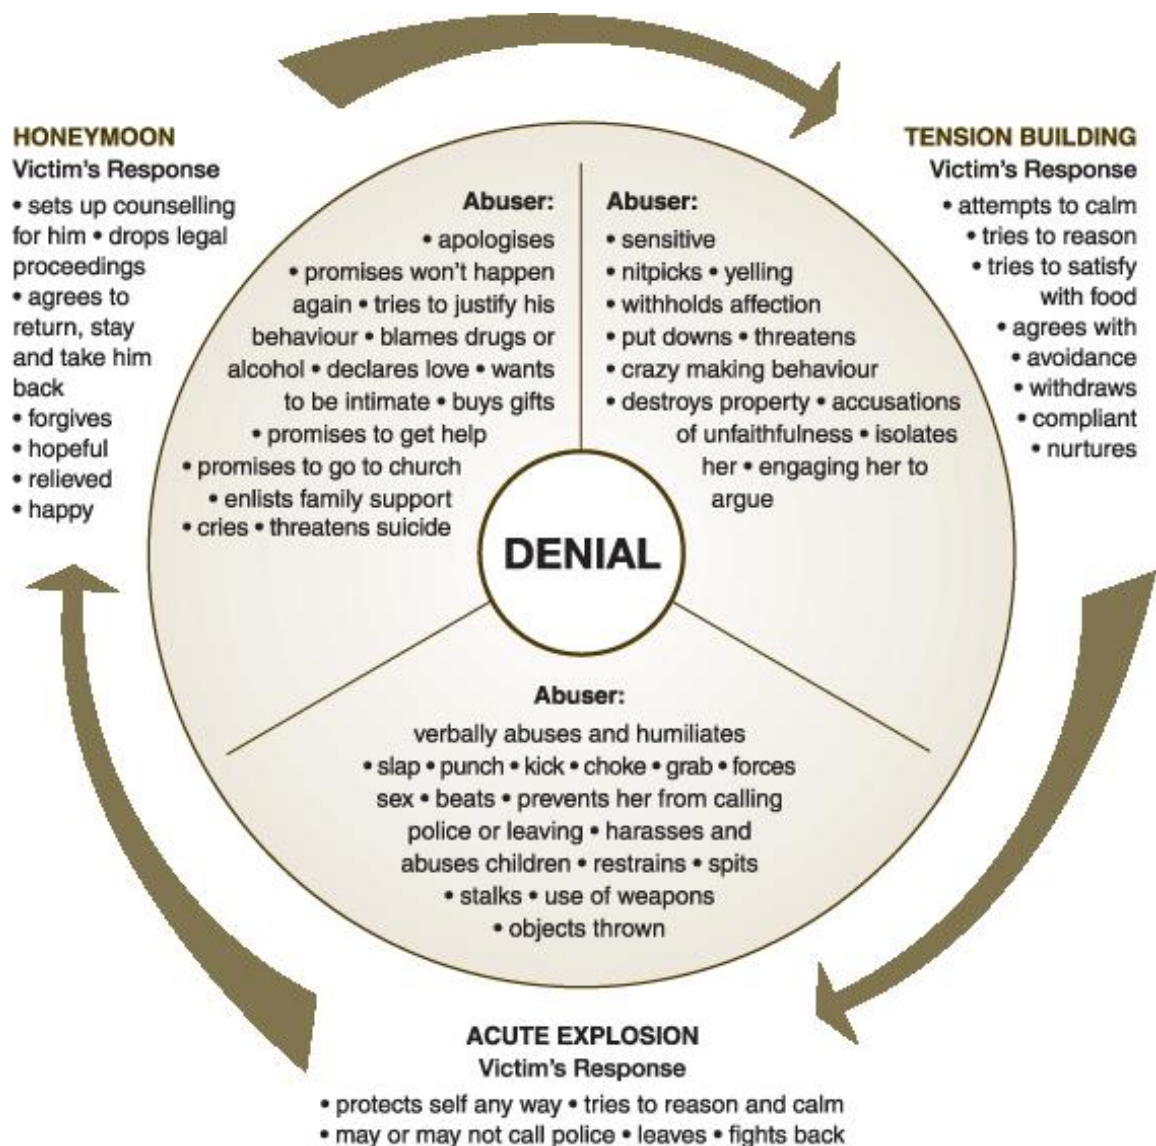 HONEYMOON
Victim's Response
• sets up counselling
for him • drops legal
proceedings
• agrees to
return, stay
and take him
back
• forgives
• hopeful
• relieved
• happy
Abuser:
• apologises
• promises won't happen
again • tries to justify his
behaviour • blames drugs or
alcohol • declares love • wants
to be intimate • buys gifts
• promises to get help
• promises to go to church
• enlists family support
• cries • threatens suicide
Abuser:
• sensitive
• nitpicks • yelling
• withholds affection
• put downs • threatens
• crazy making behaviour
• destroys property • accusations
of unfaithfulness • isolates
her • engaging her to
argue
TENSION BUILDING
Victim's Response
• attempts to calm
• tries to reason
• tries to satisfy
with food
• agrees with
• avoidance
• withdraws
• compliant
• nurtures
DENIAL
Abuser:
verbally abuses and humiliates
• slap • punch • kick • choke • grab • forces
sex • beats • prevents her from calling
police or leaving • harasses and
abuses children • restrains • spits
• stalks • use of weapons
• objects thrown
ACUTE EXPLOSION
Victim's Response
• protects self any way • tries to reason and calm
• may or may not call police • leaves • fights back